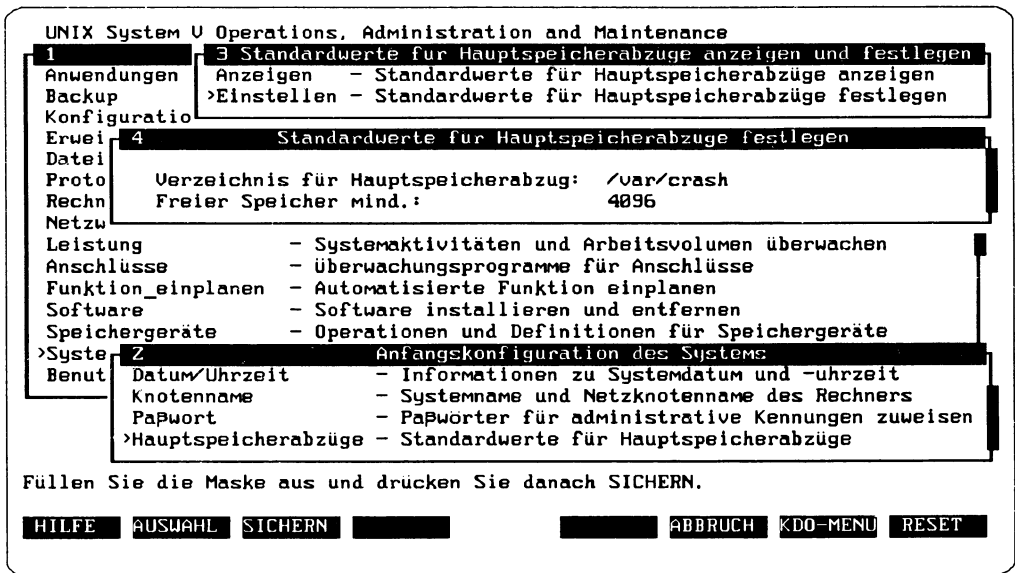 UNIX System V Operations, Administration and Maintenance
1
3 Standardwerte fur Hauptspeicherabzuge anzeigen und festlegen
Anwendungen
Anzeigen - Standardwerte für Hauptspeicherabzüge anzeigen
Backup
>Einstellen - Standardwerte für Hauptspeicherabzüge festlegen
Konfiguratio
Erwei
4 Standardwerte fur Hauptspeicherabzuge festlegen
Datei
Proto
Verzeichnis für Hauptspeicherabzug: /var/crash
Rechn
Freier Speicher mind.: 4096
Netzw
Leistung - Systemaktivitäten und Arbeitsvolumen überwachen
Anschlüsse - überwachungsprogramme für Anschlüsse
Funktion_einplanen - Automatisierte Funktion einplanen
Software - Software installieren und entfernen
Speichergeräte - Operationen und Definitionen für Speichergeräte
>Syste
2 Anfangskonfiguration des Systems
Benut
Datum/Uhrzeit - Informationen zu Systemdatum und -uhrzeit
Knotenname - Systemname und Netzknotenname des Rechners
Paßwort - Paßwörter für administrative Kennungen zuweisen
>Hauptspeicherabzüge - Standardwerte für Hauptspeicherabzüge
Füllen Sie die Maske aus und drücken Sie danach SICHERN.
HILFE AUSWAHL SICHERN ABBRUCH KDO-MENU RESET